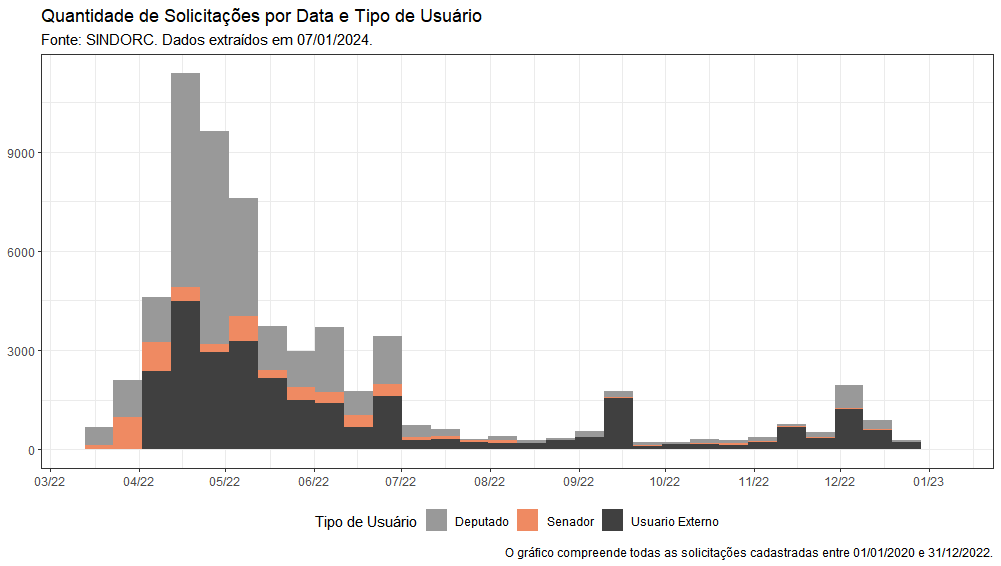 Quantidade de Solicitações por Data e Tipo de Usuário
Fonte: SINDORC. Dados extraídos em 07/01/2024.
9000
6000
3000
0
03/22 04/22 05/22 06/22 07/22 08/22 09/22 10/22 11/22 12/22 01/23
Tipo de Usuário Deputado Senador Usuario Externo
O gráfico compreende todas as solicitações cadastradas entre 01/01/2020 e 31/12/2022.